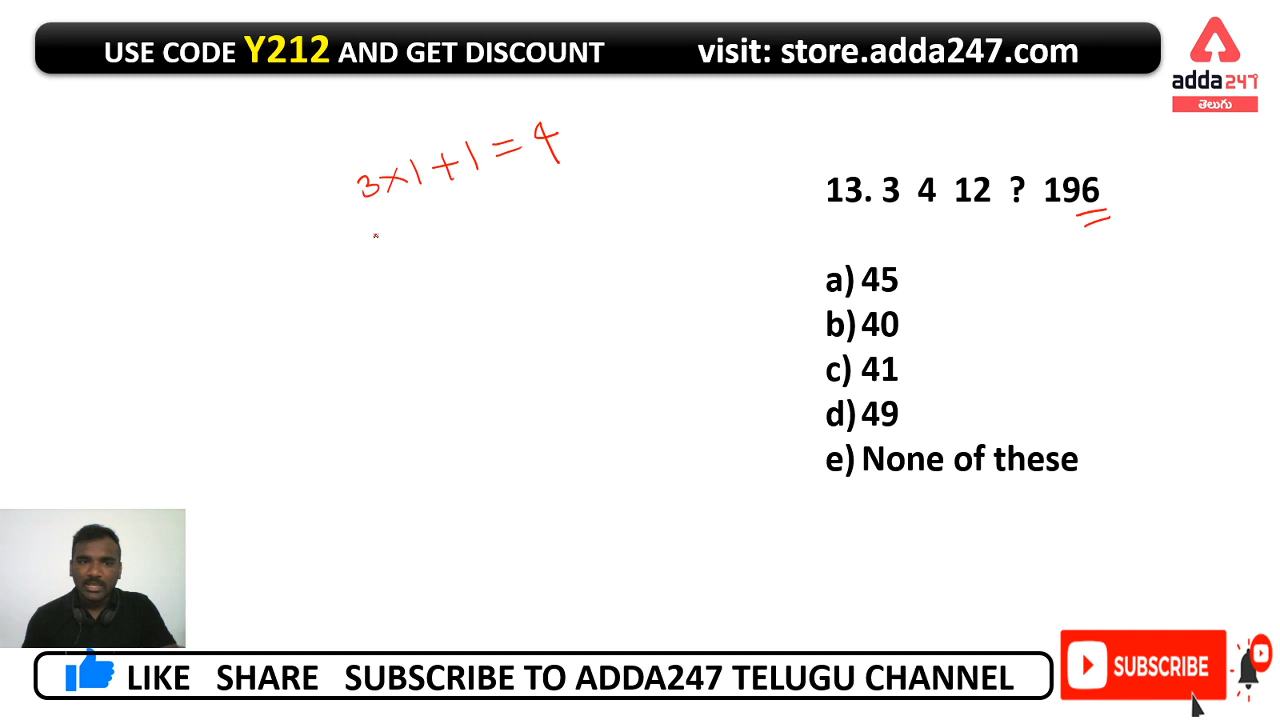 USE CODE Y212 AND GET DISCOUNT visit: store.adda247.com
adda247
తెలుగు
3×1+1=4
13. 3 4 12 ? 196
a) 45
b) 40
c) 41
d) 49
e) None of these
LIKE SHARE SUBSCRIBE TO ADDA247 TELUGU CHANNEL
SUBSCRIBE